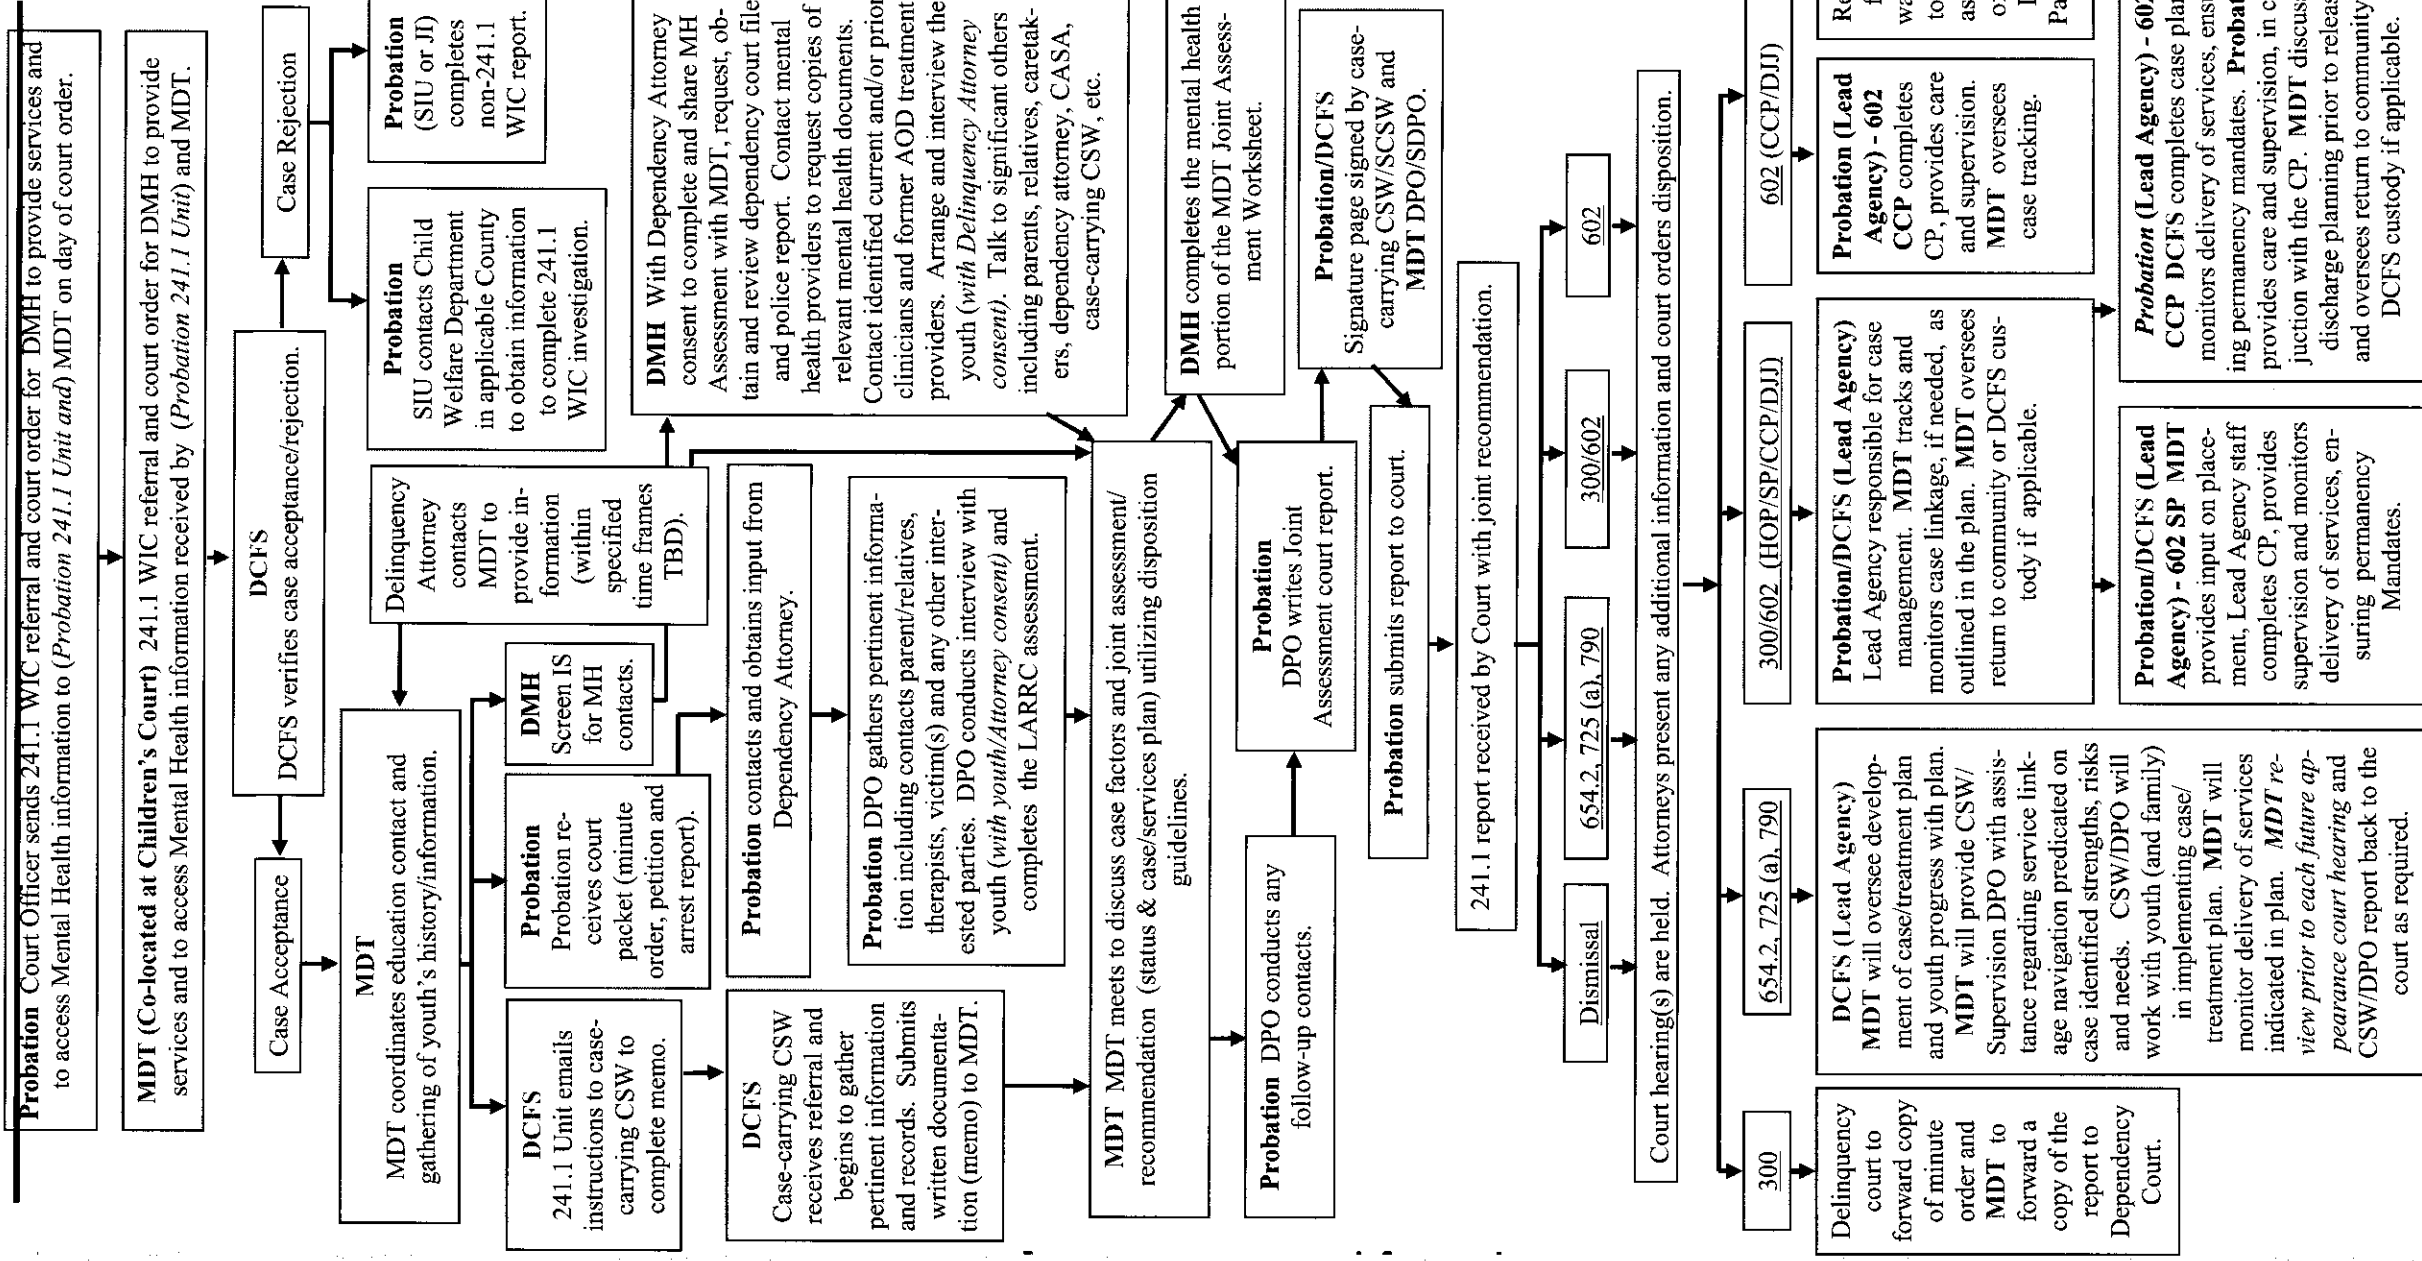 Probation Court Officer sends 241.1 WIC referral and court order for DMH to provide services and
to access Mental Health information to (Probation 241.1 Unit and) MDT on day of court order.
MDT (Co-located at Children's Court) 241.1 WIC referral and court order for DMH to provide
services and to access Mental Health information received by (Probation 241.1 Unit) and MDT.
DCFS
DCFS verifies case acceptance/rejection.
Case Acceptance
Case Rejection
MDT
MDT coordinates education contact and
gathering of youth's history/information.
Delinquency
Attorney
contacts
MDT to
provide in-
formation
(within
specified
time frames
TBD).
Probation
SIU contacts Child
Welfare Department
in applicable County
to obtain information
to complete 241.1
WIC investigation.
Probation
(SIU or JI)
completes
non-241.1
WIC report.
DCFS
241.1 Unit emails
instructions to case-
carrying CSW to
complete memo.
Probation
Probation re-
ceives court
packet (minute
order, petition and
arrest report).
DMH
Screen IS
for MH
contacts.
DMH With Dependency Attorney
consent to complete and share MH
Assessment with MDT, request, ob-
tain and review dependency court file
and police report. Contact mental
health providers to request copies of
relevant mental health documents.
Contact identified current and/or prior
clinicians and former AOD treatment
providers. Arrange and interview the
youth (with Delinquency Attorney
consent). Talk to significant others
including parents, relatives, caretak-
ers, dependency attorney, CASA,
case-carrying CSW, etc.
DCFS
Case-carrying CSW
receives referral and
begins to gather
pertinent information
and records. Submits
written documenta-
tion (memo) to MDT.
Probation contacts and obtains input from
Dependency Attorney.
Probation DPO gathers pertinent informa-
tion including contacts parent/relatives,
therapists, victim(s) and any other inter-
ested parties. DPO conducts interview with
youth (with youth/Attorney consent) and
completes the LARRC assessment.
MDT MDT meets to discuss case factors and joint assessment/
recommendation (status & case/services plan) utilizing disposition
guidelines.
DMH completes the mental health
portion of the MDT Joint Assess-
ment Worksheet.
Probation DPO conducts any
follow-up contacts.
Probation
DPO writes Joint
Assessment court report.
Probation/DCFS
Signature page signed by case-
carrying CSW/SCSW and
MDT DPO/SDPO.
Probation submits report to court.
241.1 report received by Court with joint recommendation.
Dismissal
654.2, 725 (a), 790
300/602
602
Court hearing(s) are held. Attorneys present any additional information and court orders disposition.
300
654.2, 725 (a), 790
300/602 (HOP/SP/CCP/DJJ)
602 (CCP/DJJ)
Delinquency
court to
forward copy
of minute
order and
MDT to
forward a
copy of the
report to
Dependency
Court.
DCFS (Lead Agency)
MDT will oversee develop-
ment of case/treatment plan
and youth progress with plan.
MDT will provide CSW/
Supervision DPO with assis-
tance regarding service link-
age navigation predicated on
case identified strengths, risks
and needs. CSW/DPO will
work with youth (and family)
in implementing case/
treatment plan. MDT will
monitor delivery of services
indicated in plan. MDT re-
view prior to each future ap-
pearance court hearing and
CSW/DPO report back to the
court as required.
Probation/DCFS (Lead Agency)
Lead Agency responsible for case
management. MDT tracks and
monitors case linkage, if needed, as
outlined in the plan. MDT oversees
return to community or DCFS cus-
tody if applicable.
Probation (Lead
Agency) - 602
CCP completes
CP, provides care
and supervision.
MDT oversees
case tracking.
Re
f
wa
to
as
o
Pa
Probation/DCFS (Lead
Agency) - 602 SP MDT
provides input on place-
ment, Lead Agency staff
completes CP, provides
supervision and monitors
delivery of services, en-
suring permanency
Mandates.
Probation (Lead Agency) - 602
CCP DCFS completes case plan
monitors delivery of services, ensu
ing permanency mandates. Probat
provides care and supervision, in c
juction with the CP. MDT discuss
discharge planning prior to releas
and overses return to community
DCFS custody if applicable.